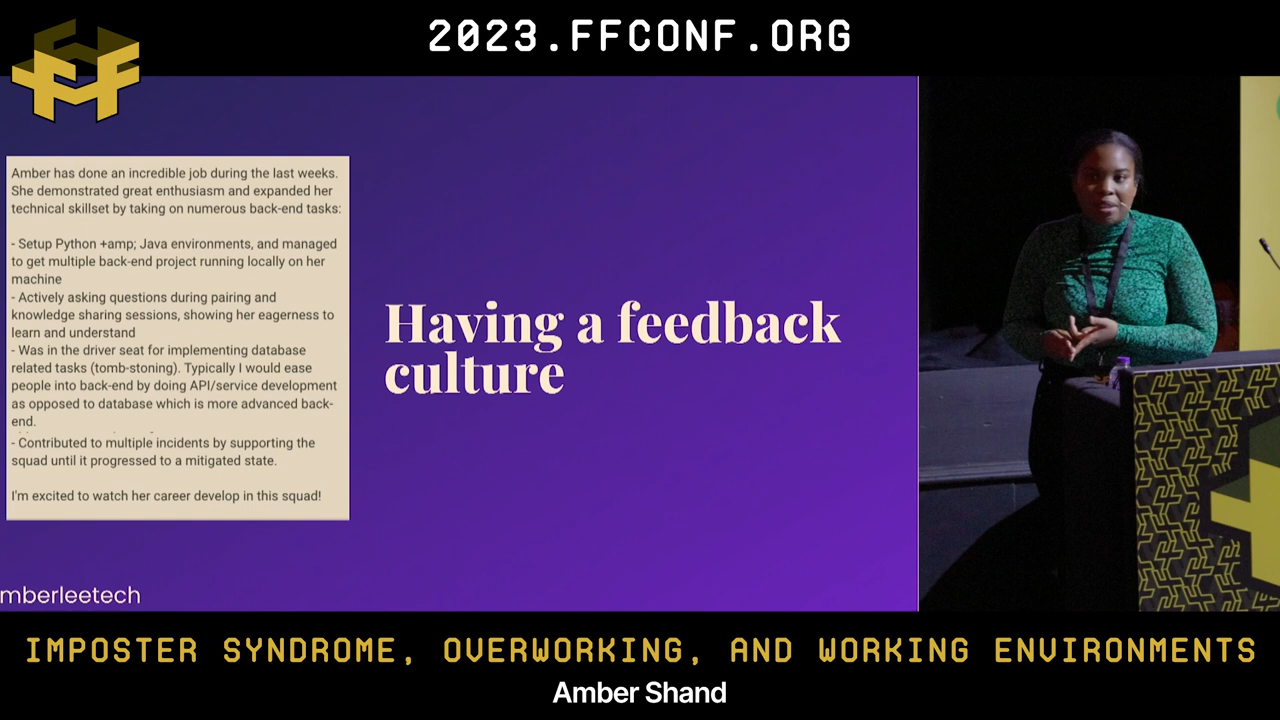 2023.FFCONF.ORG
Amber has done an incredible job during the last weeks.
She demonstrated great enthusiasm and expanded her
technical skillset by taking on numerous back-end tasks:
- Setup Python +amp; Java environments, and managed
to get multiple back-end project running locally on her
machine
- Actively asking questions during pairing and
knowledge sharing sessions, showing her eagerness to
learn and understand
- Was in the driver seat for implementing database
related tasks (tomb-stoning). Typically I would ease
people into back-end by doing API/service development
as opposed to database which is more advanced back-
end.
- Contributed to multiple incidents by supporting the
squad until it progressed to a mitigated state.
I'm excited to watch her career develop in this squad!
Having a feedback
culture
mberleetech
IMPOSTER SYNDROME, OVERWORKING, AND WORKING ENVIRONMENTS
Amber Shand